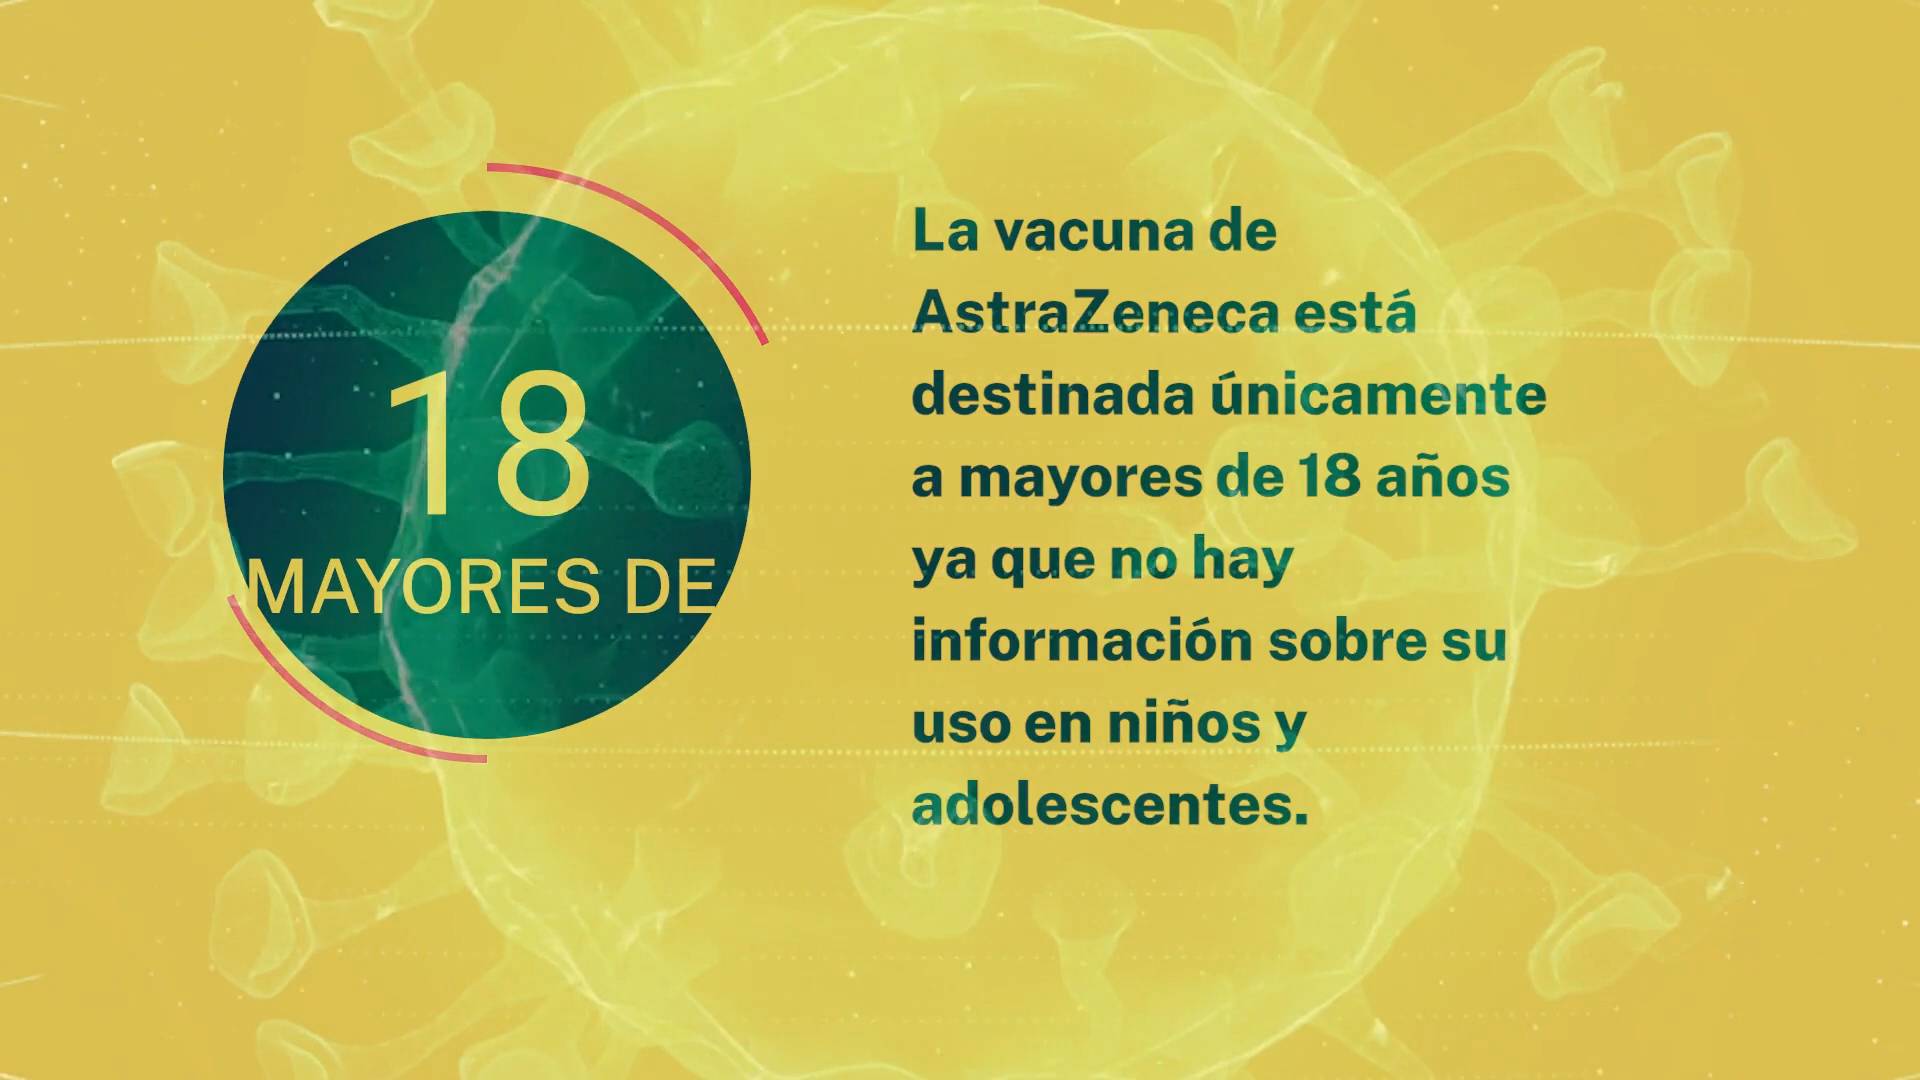 18
MAYORES DE
La vacuna de
AstraZeneca está
destinada únicamente
a mayores de 18 años
ya que no hay
información sobre su
uso en niños y
adolescentes.